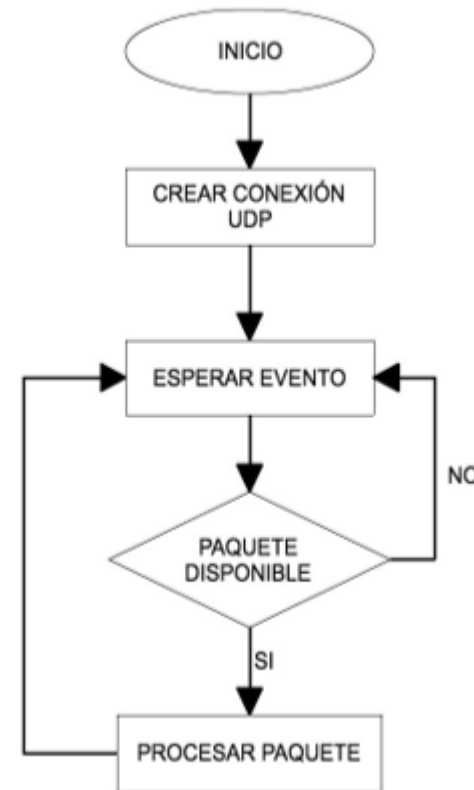 INICIO
CREAR CONEXIÓN
UDP
ESPERAR EVENTO
NO
PAQUETE
DISPONIBLE
SI
PROCESAR PAQUETE